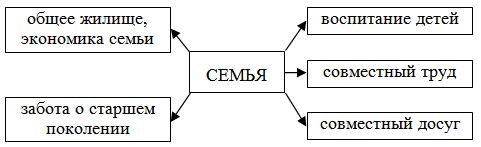 общее жилище,
экономика семьи
забота о старшем
поколении
СЕМЬЯ
воспитание детей
совместный труд
совместный досуг